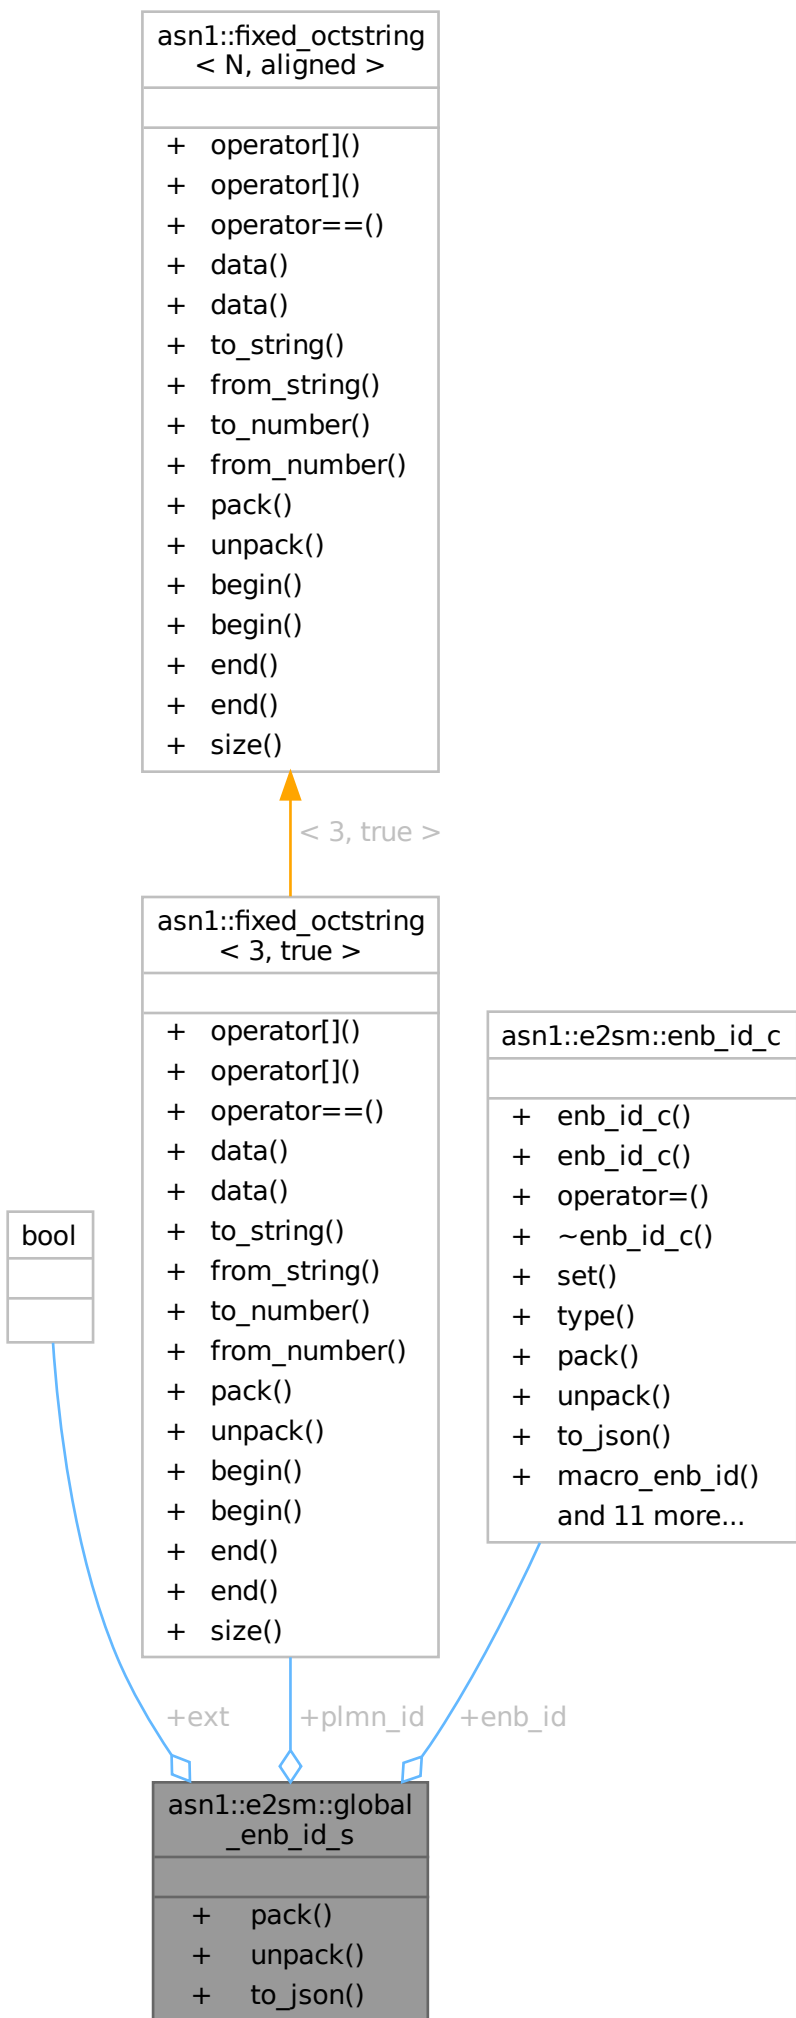 asn1::fixed_octstring
< N, aligned >
+ operator[]()
+ operator[]()
+ operator==()
+ data()
+ data()
+ to_string()
+ from_string()
+ to_number()
+ from_number()
+ pack()
+ unpack()
+ begin()
+ begin()
+ end()
+ end()
+ size()
< 3, true >
asn1::fixed_octstring
< 3, true >
+ operator[]()
+ operator[]()
+ operator==()
+ data()
+ data()
+ to_string()
+ from_string()
+ to_number()
+ from_number()
+ pack()
+ unpack()
+ begin()
+ begin()
+ end()
+ end()
+ size()
asn1::e2sm::enb_id_c
+ enb_id_c()
+ enb_id_c()
+ operator=()
+ ~enb_id_c()
+ set()
+ type()
+ pack()
+ unpack()
+ to_json()
+ macro_enb_id()
and 11 more...
bool
+ext
+plmn_id
+enb_id
asn1::e2sm::global
_enb_id_s
+ pack()
+ unpack()
+ to_json()